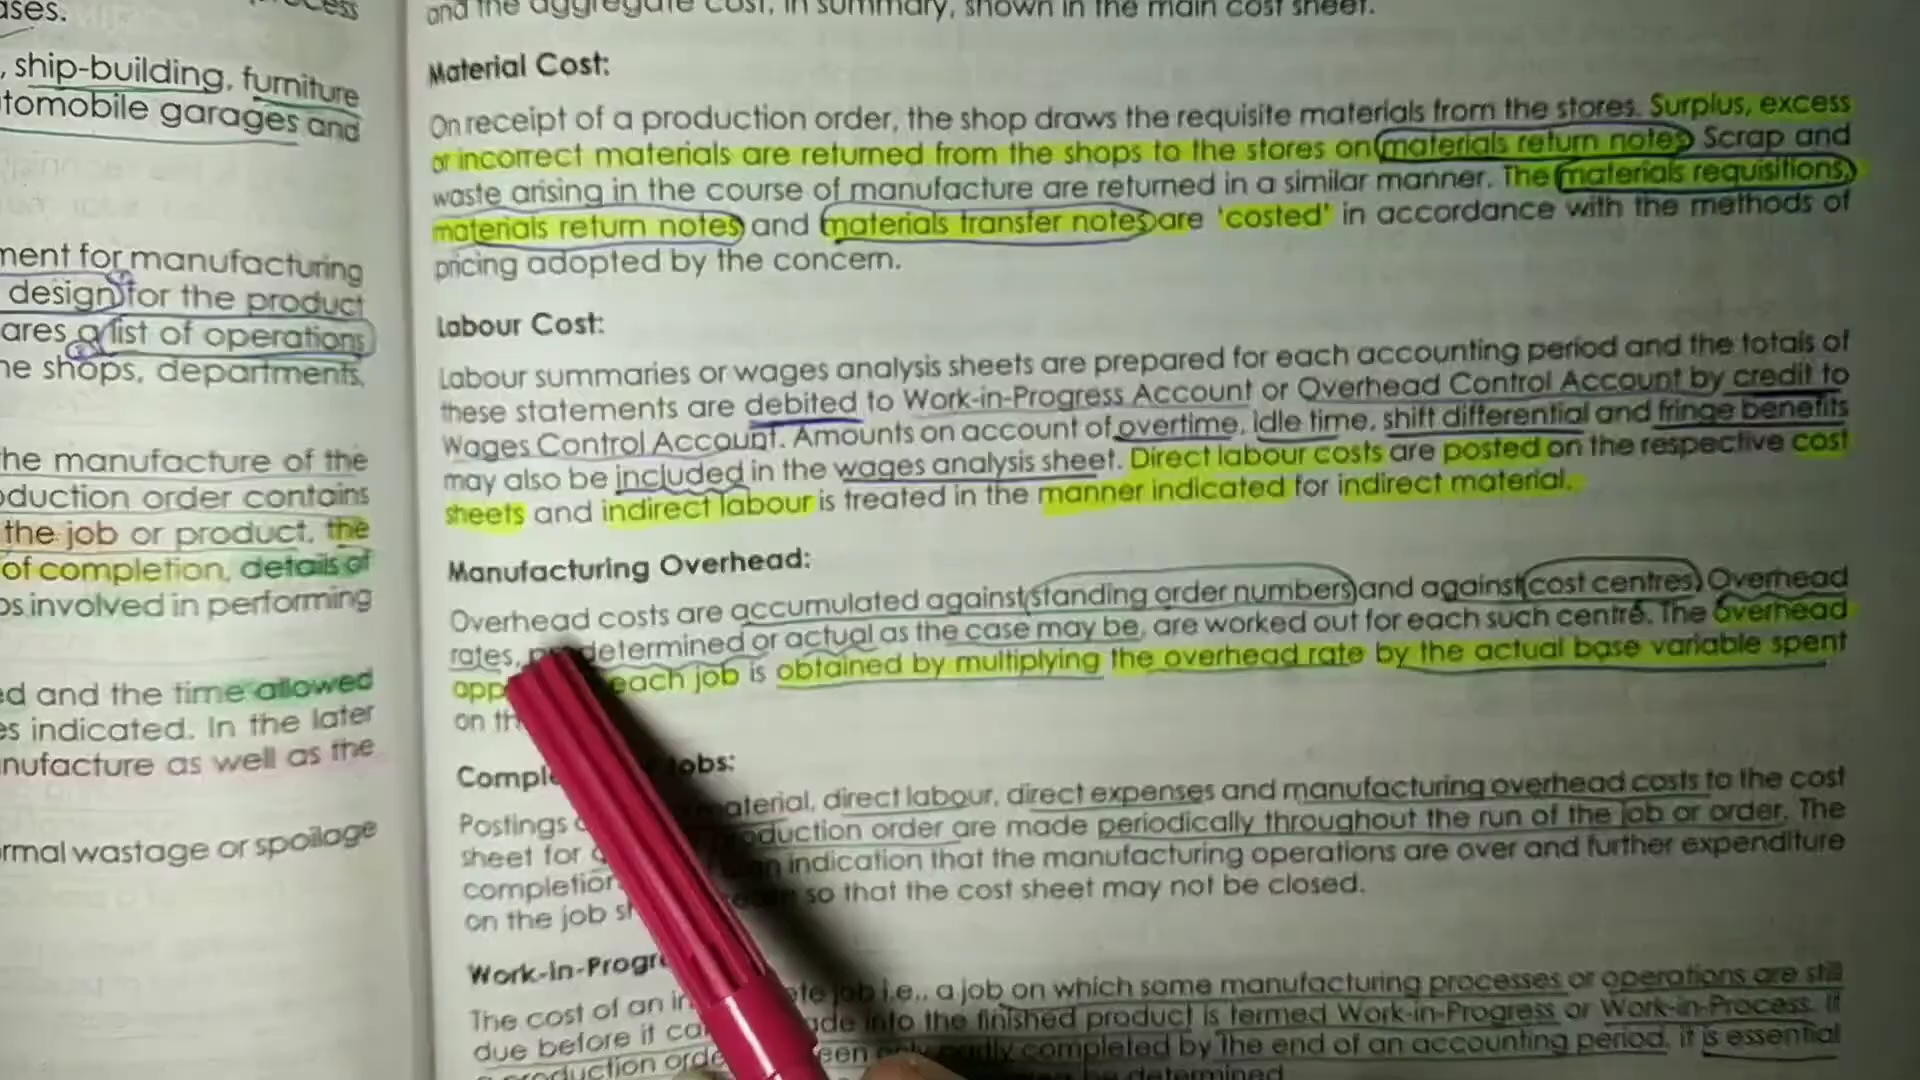 ases.
, ship-building, furniture
tomobile garages and
ment for manufacturing
design for the product
ares a list of operations
he shops, departments,
he manufacture of the
oduction order contains
the job or product, the
of completion, details of
os involved in performing
ed and the time allowed
es indicated. In the later
nufacture as well as the
rmal wastage or spoilage
and the aggregate cost, in summary, shown in the main cost sheet.
Material Cost:
On receipt of a production order, the shop draws the requisite materials from the stores. Surplus, excess
or incorrect materials are returned from the shops to the stores on materials return notes Scrap and
waste arising in the course of manufacture are returned in a similar manner. The materials requisitions,
materials return notes and materials transfer notes are 'costed' in accordance with the methods of
pricing adopted by the concern.
Labour Cost:
Labour summaries or wages analysis sheets are prepared for each accounting period and the totals of
these statements are debited to Work-in-Progress Account or Overhead Control Account by credit to
Wages Control Account. Amounts on account of overtime, idle time, shift differential and fringe benefits
may also be included in the wages analysis sheet. Direct labour costs are posted on the respective cost
sheets and indirect labour is treated in the manner indicated for indirect material.
Manufacturing Overhead:
Overhead costs are accumulated against standing order numbers and against cost centres. Overhead
rates, determined or actual as the case may be, are worked out for each such centre. The overhead
opp each job is obtained by multiplying the overhead rate by the actual base variable spent
on th
Comple Jobs:
Postings aterial, direct labour, direct expenses and manufacturing overhead costs to the cost
sheet for oduction order are made periodically throughout the run of the job or order. The
completion an indication that the manufacturing operations are over and further expenditure
on the job sh so that the cost sheet may not be closed.
Work-in-Progre
The cost of an in ete job i.e., a job on which some manufacturing processes or operations are still
due before it ca ade into the finished product is termed Work-in-Progress or Work-in-Process. If
a production orde een only partly completed by the end of an accounting period, it is essential
be determined